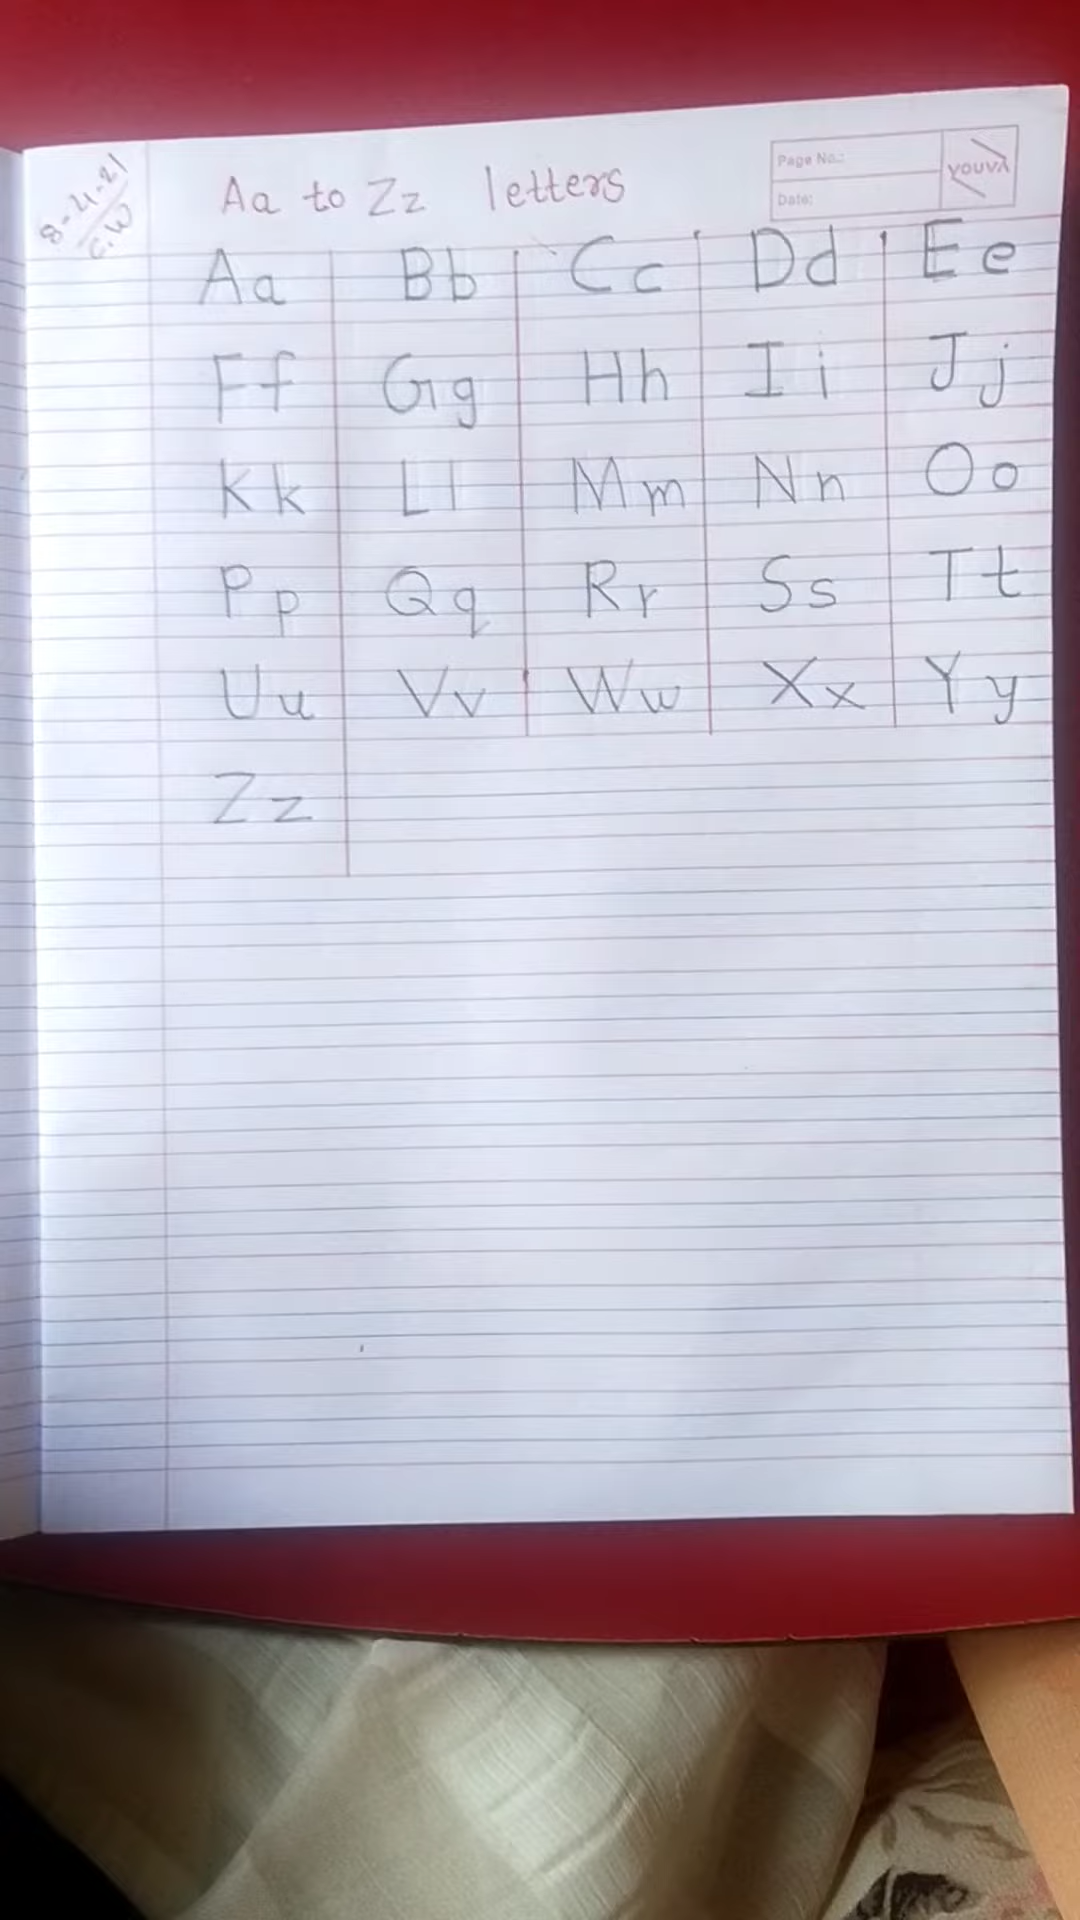 8-4-21
C.W
Aa to Zz letters
Page No.:
Date:
YOUVA
Aa Bb Cc Dd Ee
Ff Gg Hh Ii Jj
Kk Ll Mm Nn Oo
Pp Qq Rr Ss Tt
Uu Vv Ww Xx Yy
Zz